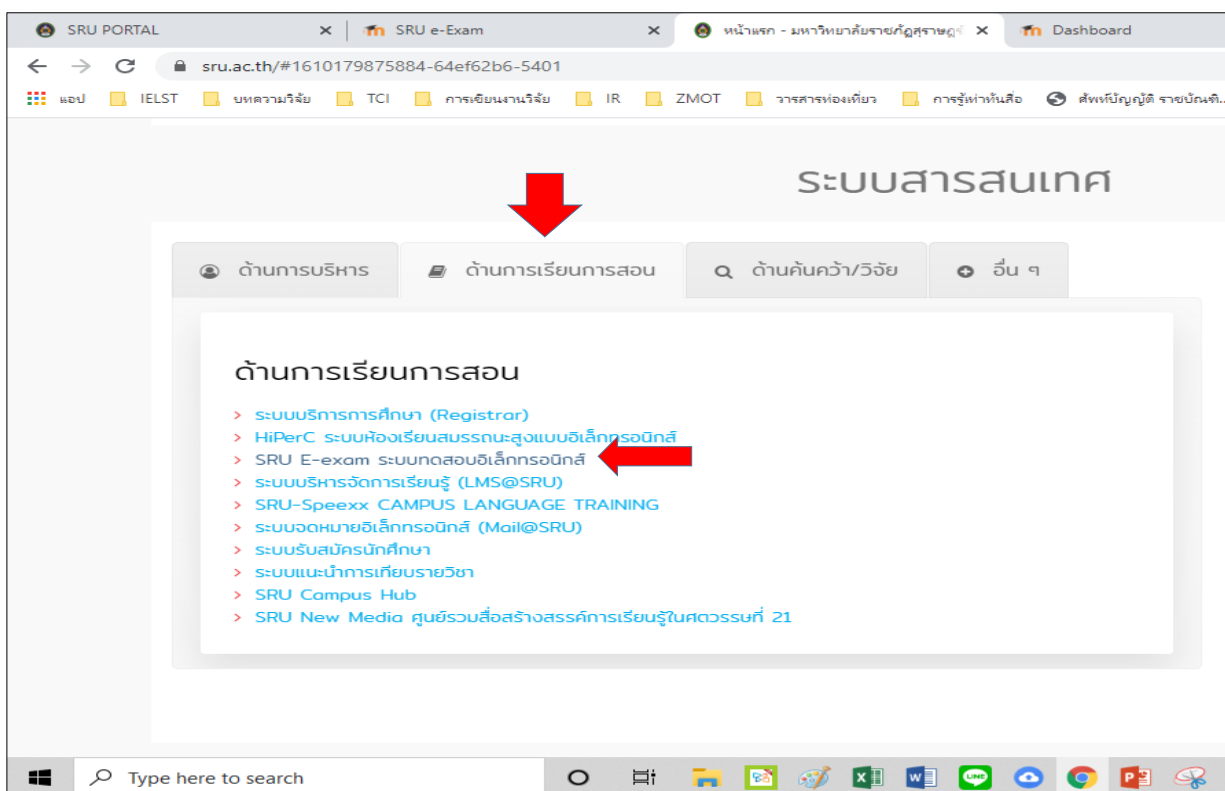 SRU PORTAL
SRU e-Exam
หน้าแรก - มหาวิทยาลัยราชภัฏสุราษฎร์
Dashboard
sru.ac.th/#1610179875884-64ef62b6-5401
แอป IELST บทความวิจัย TCI การเขียนงานวิจัย IR ZMOT วารสารท่องเที่ยว การรู้เท่าทันสื่อ ศัพท์บัญญัติ ราชบัณฑิ...
ระบบสารสนเทศ
ด้านการบริหาร ด้านการเรียนการสอน ด้านค้นคว้า/วิจัย อื่น ๆ
ด้านการเรียนการสอน
> ระบบบริการการศึกษา (Registrar)
> HiPerC ระบบห้องเรียนสมรรถนะสูงแบบอิเล็กทรอนิกส์
> SRU E-exam ระบบทดสอบอิเล็กทรอนิกส์
> ระบบบริหารจัดการเรียนรู้ (LMS@SRU)
> SRU-Speexx CAMPUS LANGUAGE TRAINING
> ระบบจดหมายอิเล็กทรอนิกส์ (Mail@SRU)
> ระบบรับสมัครนักศึกษา
> ระบบแนะนำการเทียบรายวิชา
> SRU Campus Hub
> SRU New Media ศูนย์รวมสื่อสร้างสรรค์การเรียนรู้ในศตวรรษที่ 21
Type here to search